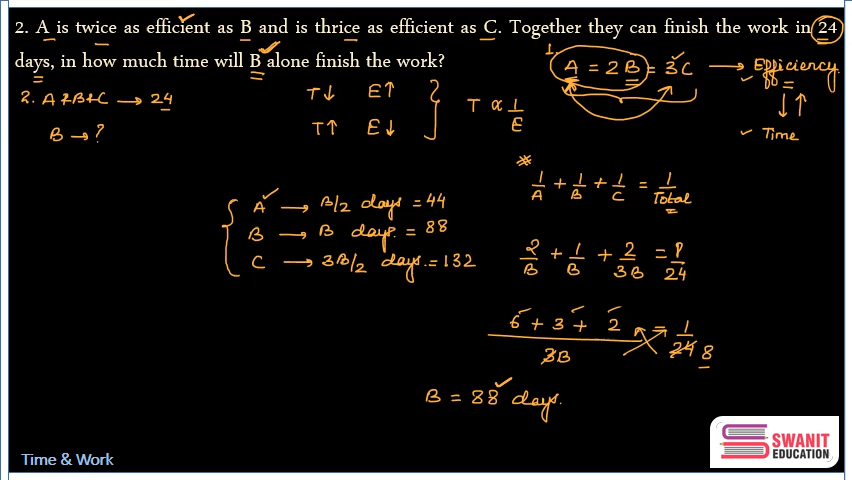 2. A is twice as efficient as B and is thrice as efficient as C. Together they can finish the work in 24
days, in how much time will B alone finish the work?
1. A = 2B = 3C → Efficiency
eff =
↓↑
Time
2. A+B+C → 24
B → ?
T↓ E↑
T↑ E↓
T ∝ 1/E
*
1/A + 1/B + 1/C = 1/Total
A → B/2 days = 44
B → B days = 88
C → 3B/2 days = 132
2/B + 1/B + 2/3B = 1/24
6 + 3 + 2 / 3B = 1/24 8
B = 88 days.
Time & Work
SWANIT
EDUCATION